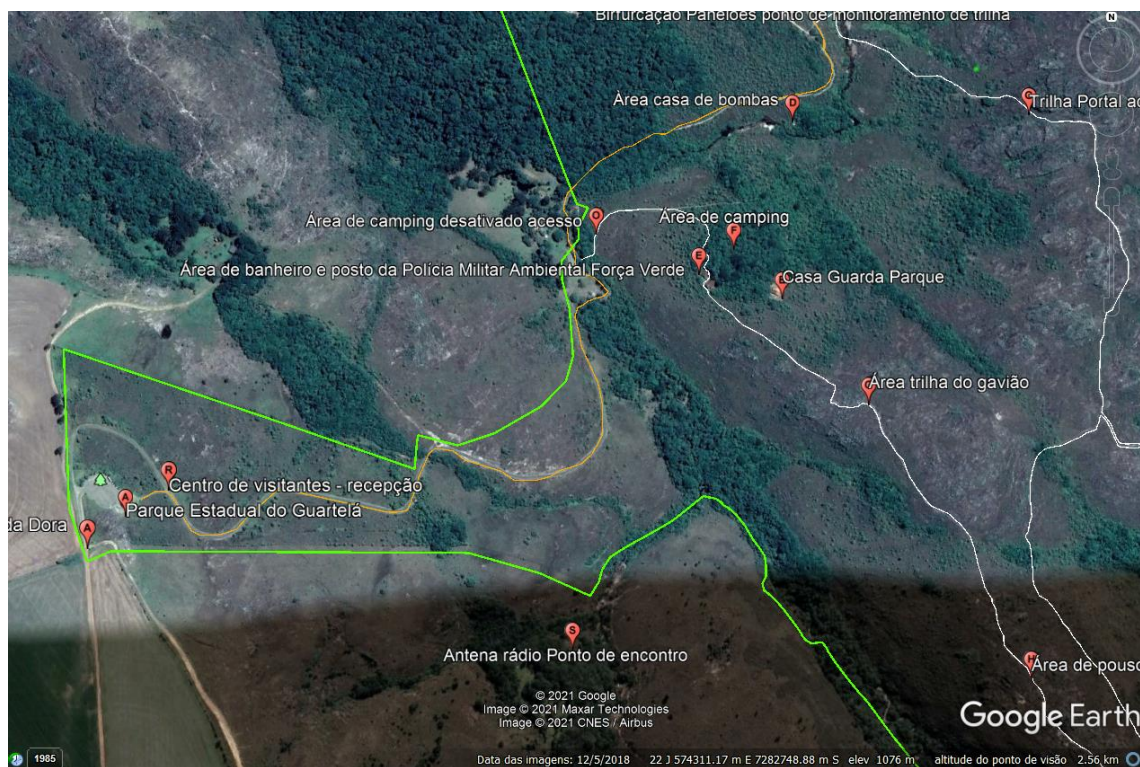 Birfurcação Panelões ponto de monitoramento de trilha
N
C
Trilha Portal ao
Área casa de bombas
D
O
Área de camping desativado acesso
Área de camping
F
E
Área de banheiro e posto da Polícia Militar Ambiental Força Verde
Casa Guarda Parque
Área trilha do gavião
R
Centro de visitantes - recepção
A
Parque Estadual do Guartelá
da Dora
A
S
Antena rádio Ponto de encontro
H
Área de pouso
© 2021 Google
Image © 2021 Maxar Technologies
Image © 2021 CNES / Airbus
Google Earth
1985
Data das imagens: 12/5/2018 22 J 574311.17 m E 7282748.88 m S elev 1076 m altitude do ponto de visão 2.56 km